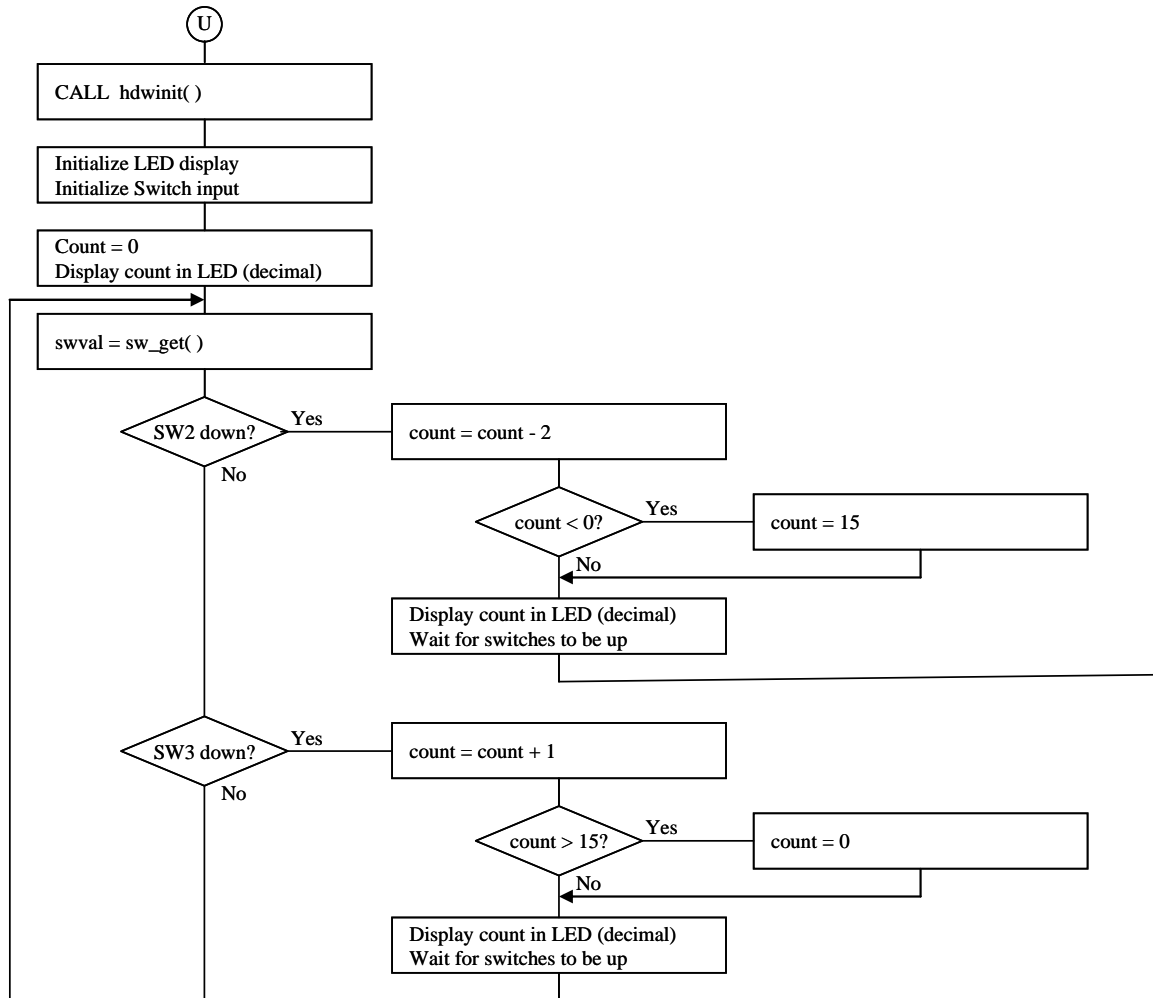 U
CALL hdwinit( )
Initialize LED display
Initialize Switch input
Count = 0
Display count in LED (decimal)
swval = sw_get( )
SW2 down?
Yes
No
count = count - 2
count < 0?
Yes
No
count = 15
Display count in LED (decimal)
Wait for switches to be up
SW3 down?
Yes
No
count = count + 1
count > 15?
Yes
No
count = 0
Display count in LED (decimal)
Wait for switches to be up